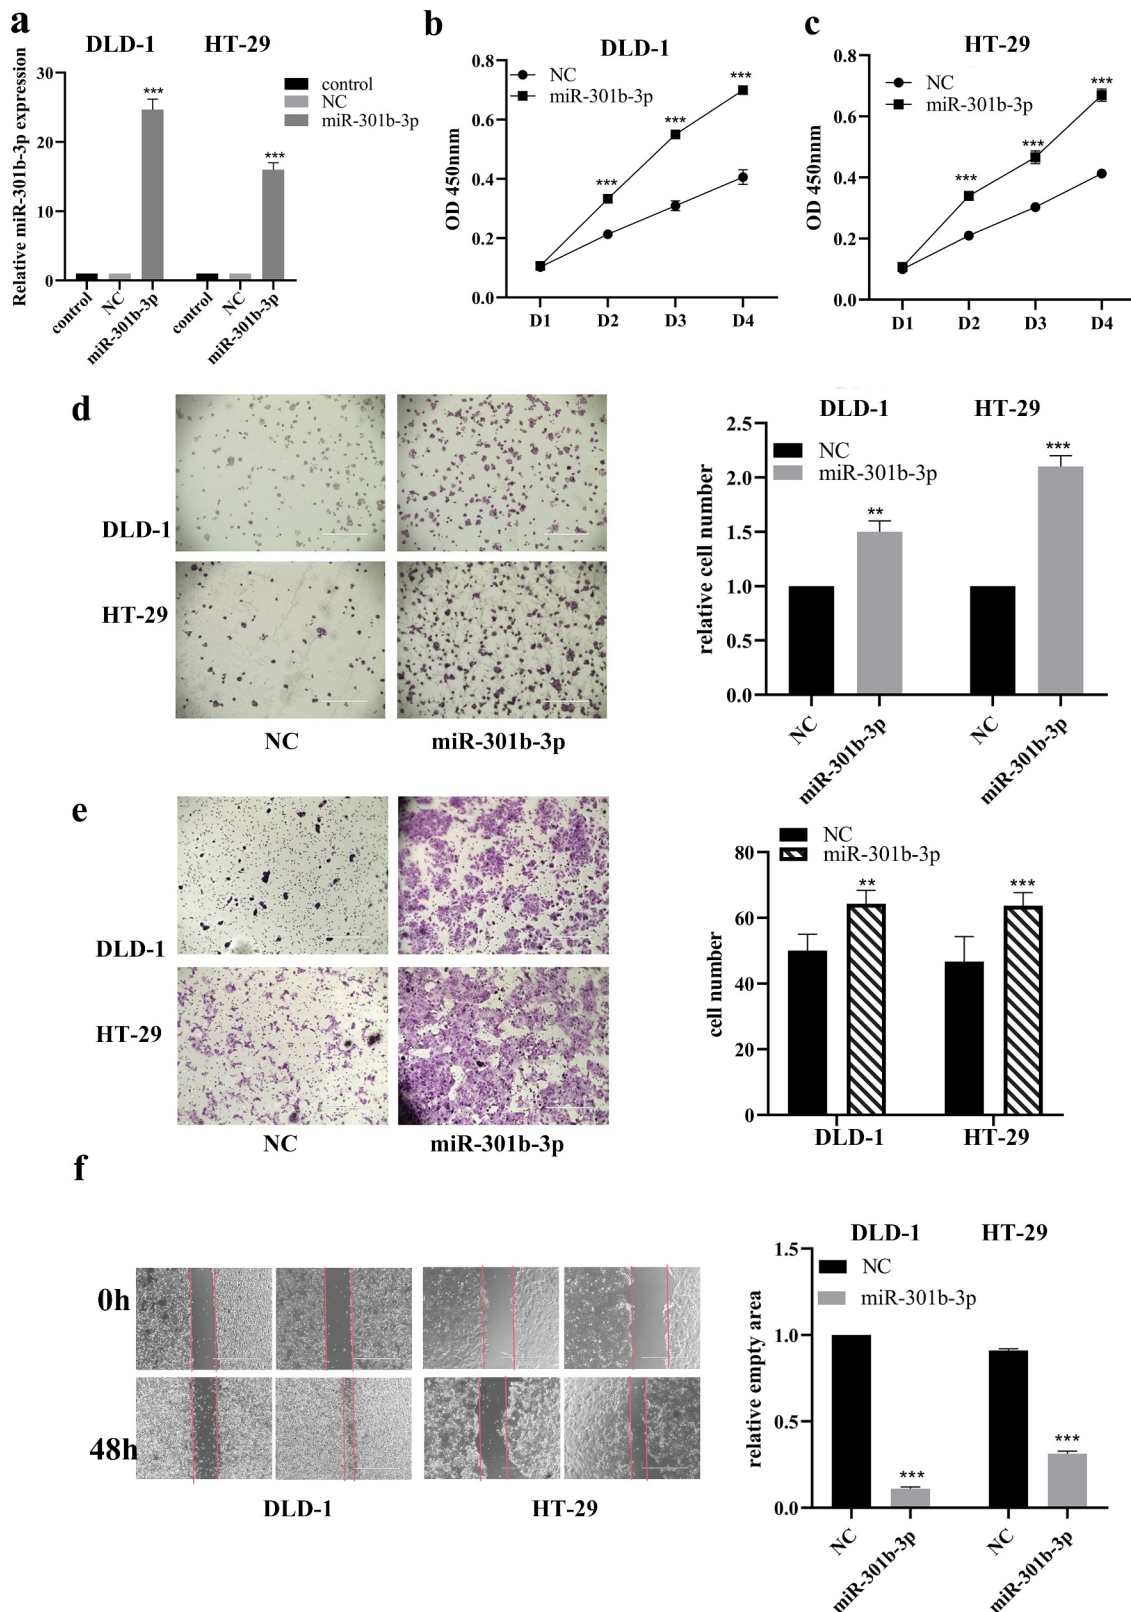 a
DLD-1 HT-29
Relative miR-301b-3p expression
30
20
10
0
*** ***
control
NC
miR-301b-3p
control NC miR-301b-3p control NC miR-301b-3p
b
DLD-1
OD 450nnm
0.8
0.6
0.4
0.2
0.0
NC
miR-301b-3p
*** *** ***
D1 D2 D3 D4
c
HT-29
OD 450nnm
0.8
0.6
0.4
0.2
0.0
NC
miR-301b-3p
*** *** ***
D1 D2 D3 D4
d
DLD-1
HT-29
NC miR-301b-3p
DLD-1 HT-29
relative cell number
2.5
2.0
1.5
1.0
0.5
0.0
NC
miR-301b-3p
** ***
NC miR-301b-3p NC miR-301b-3p
e
DLD-1
HT-29
NC miR-301b-3p
NC
miR-301b-3p
cell number
80
60
40
20
0
** ***
DLD-1 HT-29
f
0h
48h
DLD-1 HT-29
DLD-1 HT-29
relative empty area
1.5
1.0
0.5
0.0
NC
miR-301b-3p
*** ***
NC miR-301b-3p NC miR-301b-3p